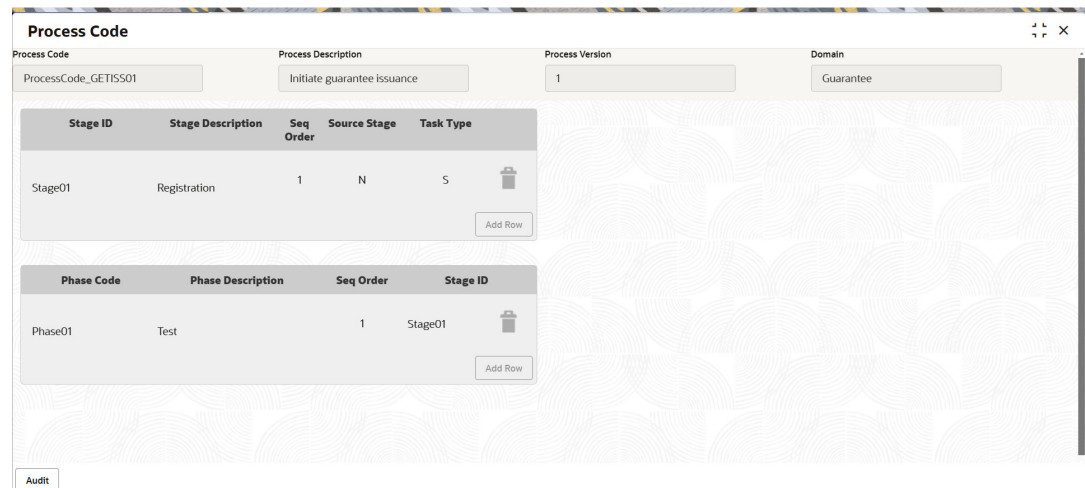 Process Code
Process Code Process Description Process Version Domain
ProcessCode_GETISS01 Initiate guarantee issuance 1 Guarantee
Stage ID Stage Description Seq Order Source Stage Task Type
Stage01 Registration 1 N S
Add Row
Phase Code Phase Description Seq Order Stage ID
Phase01 Test 1 Stage01
Add Row
Audit